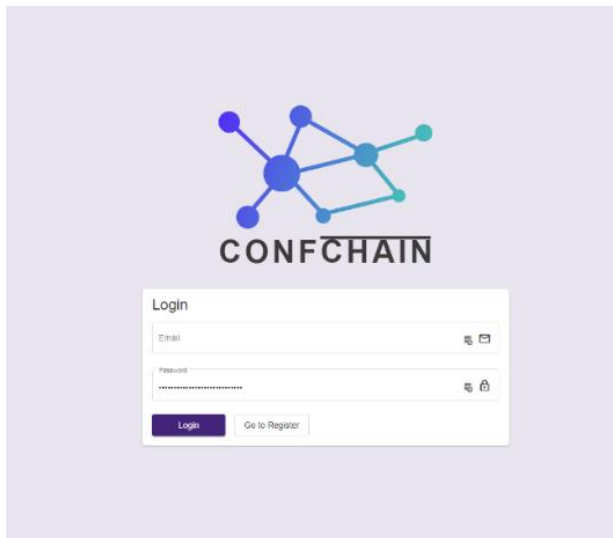 CONFCHAIN
Login
Email
Password
Login
Go to Register